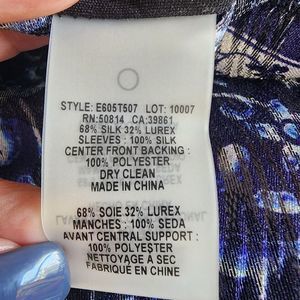 STYLE: E605T507 LOT: 10007
RN:50814 CA:39861
68% SILK 32% LUREX
SLEEVES : 100% SILK
CENTER FRONT BACKING :
100% POLYESTER
DRY CLEAN
MADE IN CHINA
68% SOIE 32% LUREX
MANCHES : 100% SEDA
AVANT CENTRAL SUPPORT :
100% POLYESTER
NETTOYAGE A SEC
FABRIQUE EN CHINE